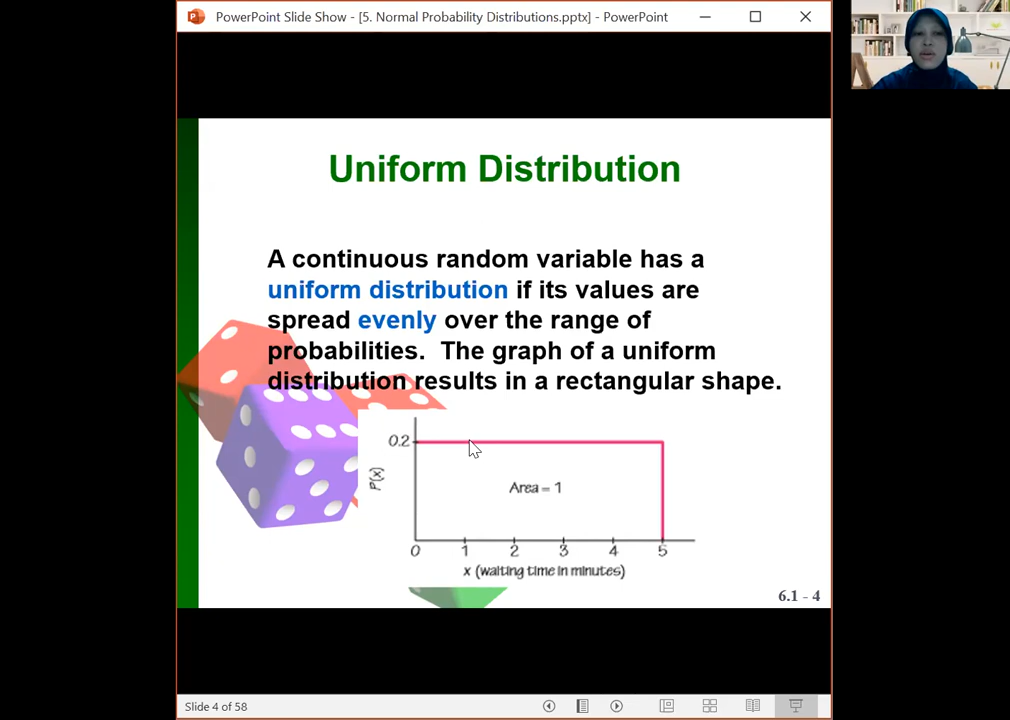 PowerPoint Slide Show - [5. Normal Probability Distributions.pptx] - PowerPoint
Uniform Distribution
A continuous random variable has a
uniform distribution if its values are
spread evenly over the range of
probabilities. The graph of a uniform
distribution results in a rectangular shape.
0.2
P(x)
Area = 1
0 1 2 3 4 5
x (waiting time in minutes)
6.1 - 4
Slide 4 of 58